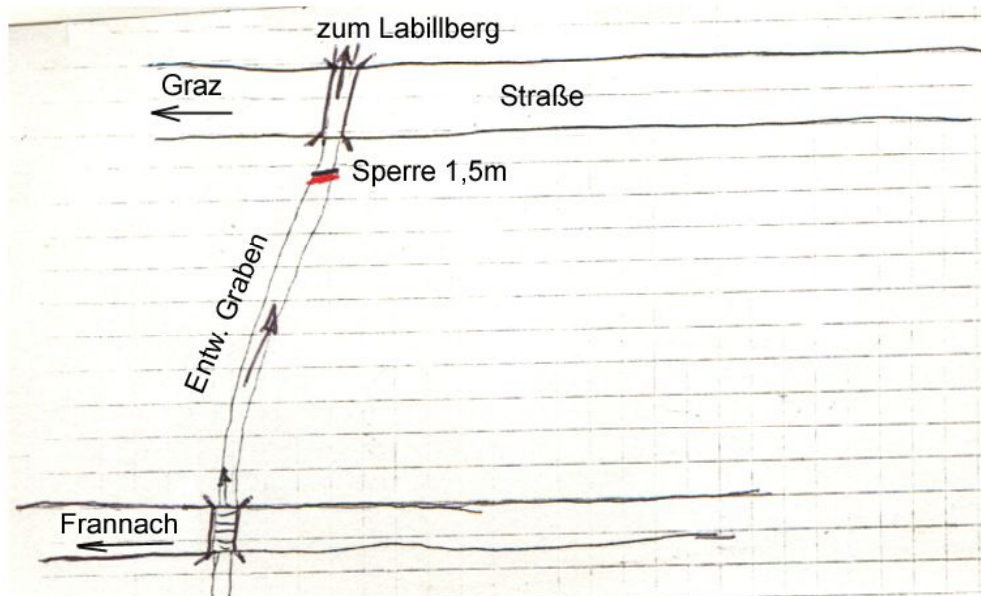 zum Labillberg
Graz
Straße
Sperre 1,5m
Entw. Graben
Frannach